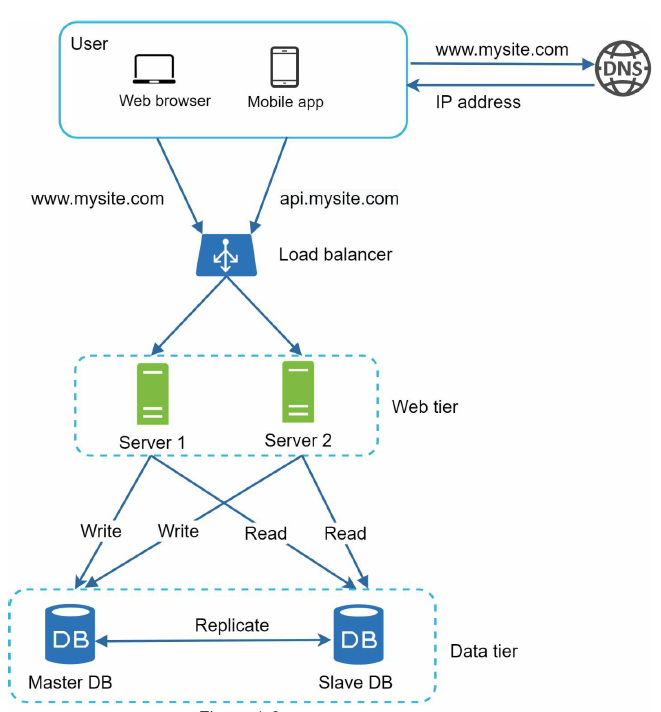 User
www.mysite.com
DNS
Web browser
Mobile app
IP address
www.mysite.com
api.mysite.com
Load balancer
Web tier
Server 1
Server 2
Write
Write
Read
Read
DB
Replicate
DB
Data tier
Master DB
Slave DB